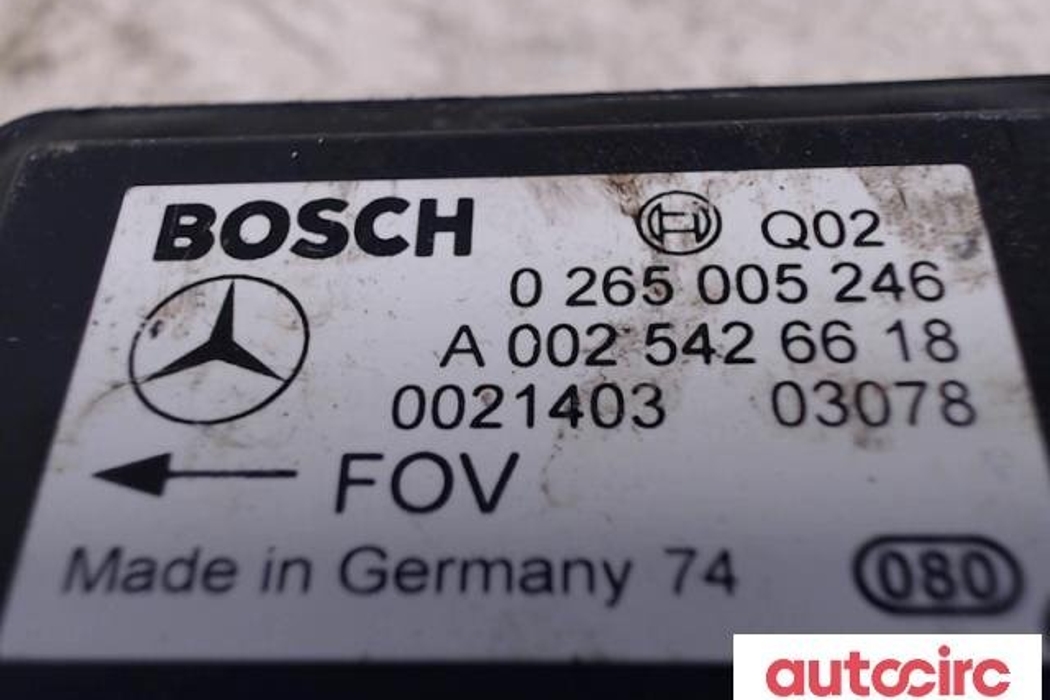 BOSCH Q02
0 265 005 246
A 002 542 66 18
0021403 03078
FOV
Made in Germany 74 080
autocirc